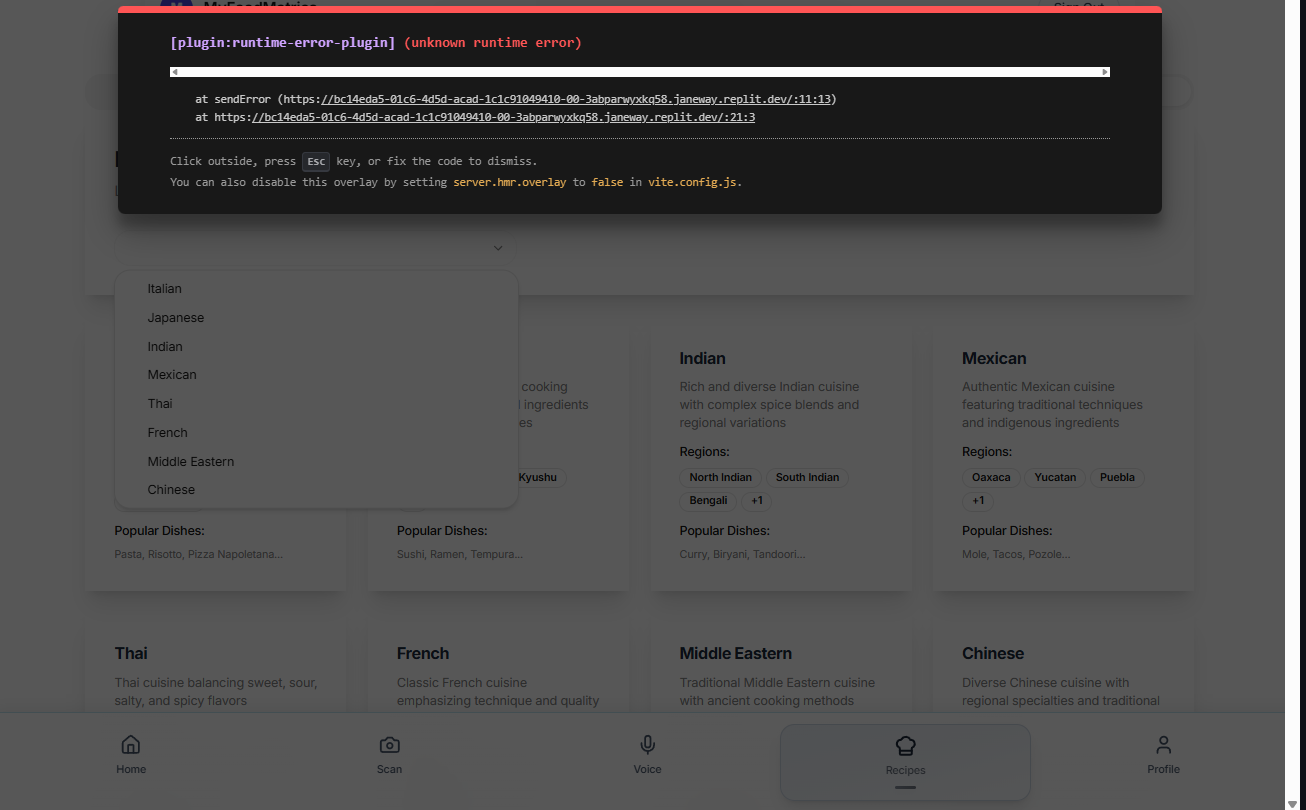 MyFoodMetrics
Sign Out
[plugin:runtime-error-plugin] (unknown runtime error)
at sendError (https://bc14eda5-01c6-4d5d-acad-1c1c91049410-00-3abparwyxkq58.janeway.replit.dev/:11:13)
at https://bc14eda5-01c6-4d5d-acad-1c1c91049410-00-3abparwyxkq58.janeway.replit.dev/:21:3
Click outside, press Esc key, or fix the code to dismiss.
You can also disable this overlay by setting server.hmr.overlay to false in vite.config.js.
Italian
Japanese
Indian
Mexican
Thai
French
Middle Eastern
Chinese
Popular Dishes:
Pasta, Risotto, Pizza Napoletana...
cooking
ingredients
es
Kyushu
Popular Dishes:
Sushi, Ramen, Tempura...
Indian
Rich and diverse Indian cuisine
with complex spice blends and
regional variations
Regions:
North Indian South Indian
Bengali +1
Popular Dishes:
Curry, Biryani, Tandoori...
Mexican
Authentic Mexican cuisine
featuring traditional techniques
and indigenous ingredients
Regions:
Oaxaca Yucatan Puebla
+1
Popular Dishes:
Mole, Tacos, Pozole...
Thai
Thai cuisine balancing sweet, sour,
salty, and spicy flavors
French
Classic French cuisine
emphasizing technique and quality
Middle Eastern
Traditional Middle Eastern cuisine
with ancient cooking methods
Chinese
Diverse Chinese cuisine with
regional specialties and traditional
Home
Scan
Voice
Recipes
Profile